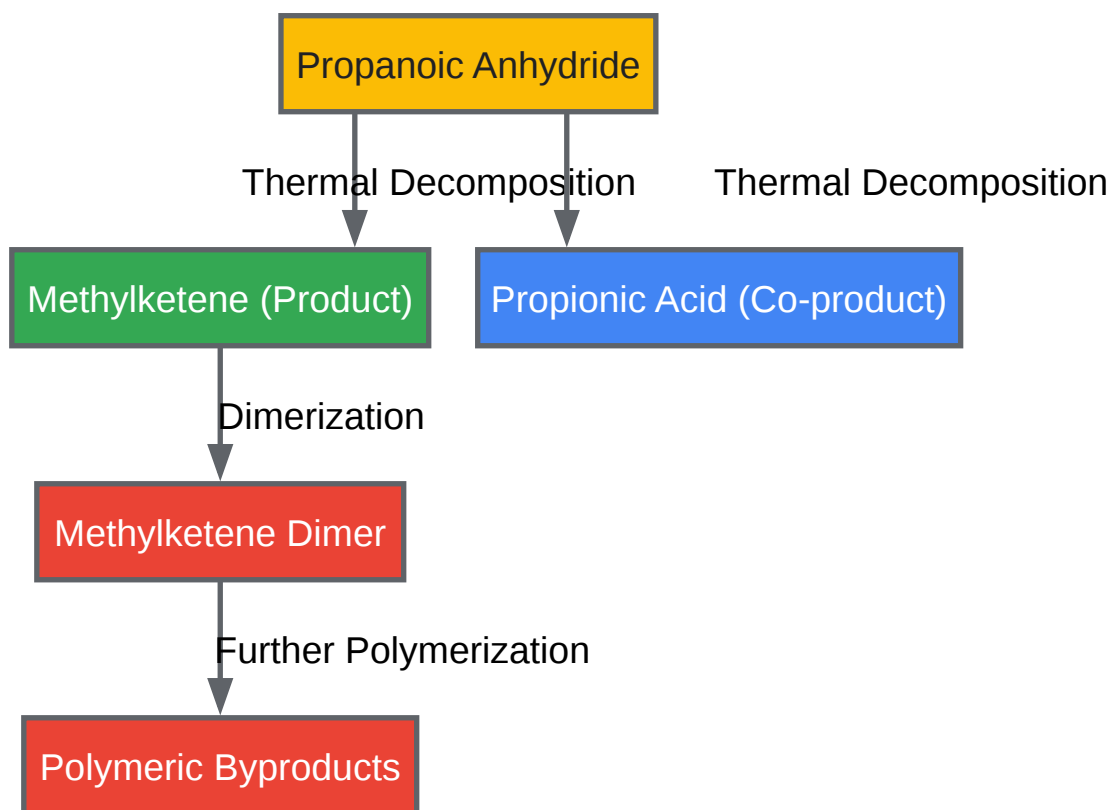 Propanoic Anhydride
Thermal Decomposition
Thermal Decomposition
Methylketene (Product)
Propionic Acid (Co-product)
Dimerization
Methylketene Dimer
Further Polymerization
Polymeric Byproducts